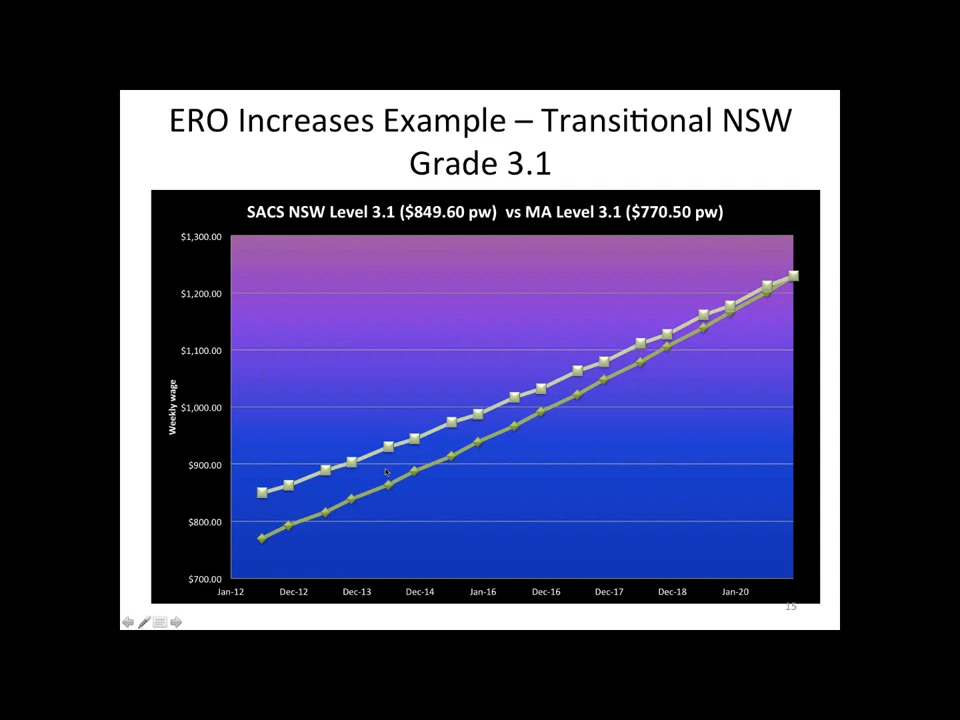 ERO Increases Example – Transitional NSW
Grade 3.1
SACS NSW Level 3.1 ($849.60 pw) vs MA Level 3.1 ($770.50 pw)
$1,300.00
$1,200.00
$1,100.00
Weekly wage
$1,000.00
$900.00
$800.00
$700.00
Jan-12 Dec-12 Dec-13 Dec-14 Jan-16 Dec-16 Dec-17 Dec-18 Jan-20
15